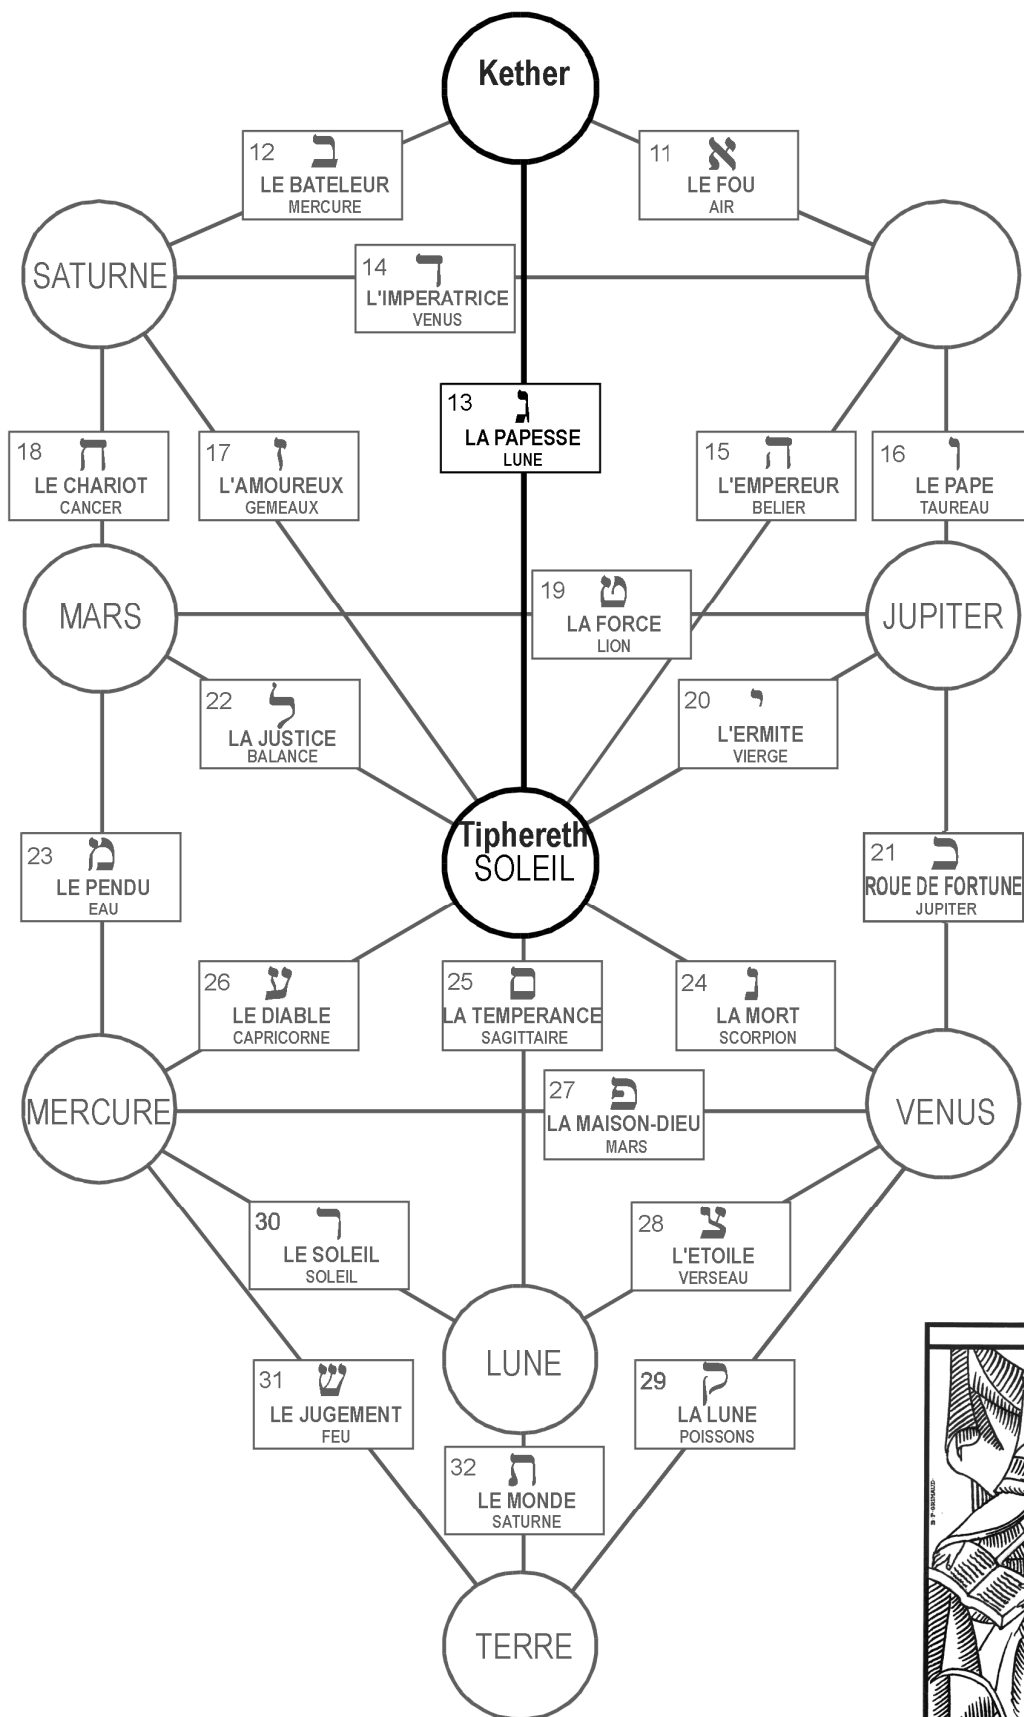 Kether
12 ב
LE BATELEUR
MERCURE
11 א
LE FOU
AIR
SATURNE
14 ד
L'IMPERATRICE
VENUS
13 ג
LA PAPESSE
LUNE
18 ח
LE CHARIOT
CANCER
17 ז
L'AMOUREUX
GEMEAUX
15 ה
L'EMPEREUR
BELIER
16 ו
LE PAPE
TAUREAU
MARS
19 ט
LA FORCE
LION
JUPITER
22 ל
LA JUSTICE
BALANCE
20 י
L'ERMITE
VIERGE
Tiphereth
SOLEIL
23 מ
LE PENDU
EAU
21 כ
ROUE DE FORTUNE
JUPITER
26 ע
LE DIABLE
CAPRICORNE
25 ם
LA TEMPERANCE
SAGITTAIRE
24 נ
LA MORT
SCORPION
MERCURE
27 פ
LA MAISON-DIEU
MARS
VENUS
30 ר
LE SOLEIL
SOLEIL
28 צ
L'ETOILE
VERSEAU
LUNE
31 ש
LE JUGEMENT
FEU
29 ק
LA LUNE
POISSONS
32 ת
LE MONDE
SATURNE
B·P·GRIMAUD·
TERRE